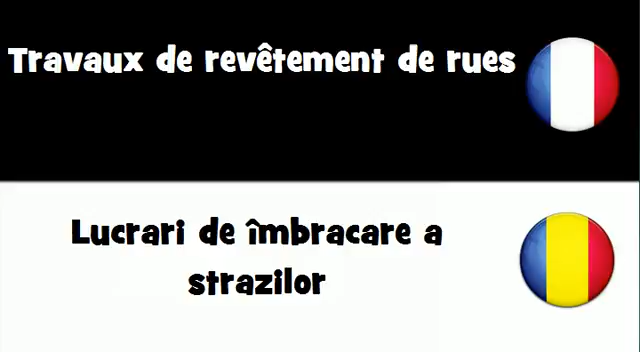 Travaux de revêtement de rues
Lucrari de îmbracare a
strazilor